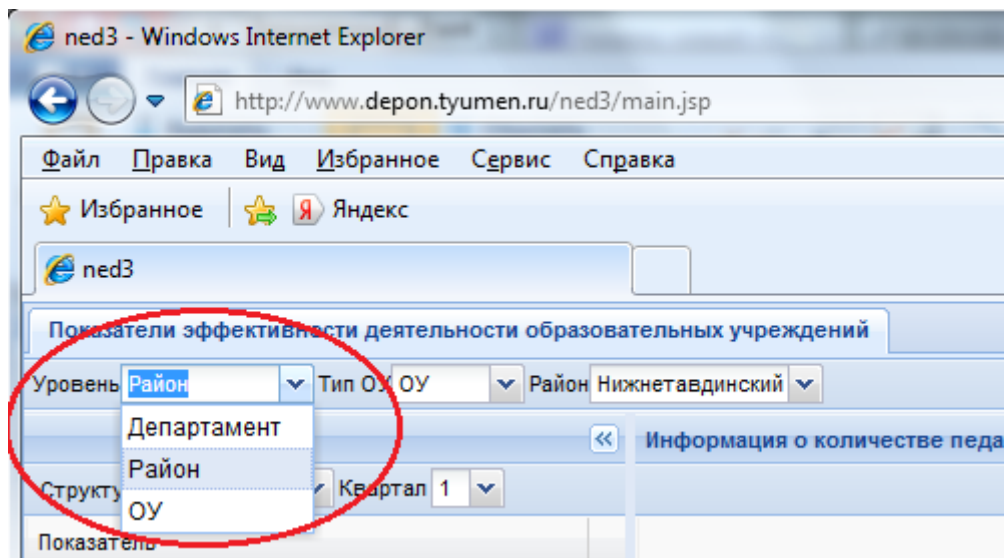 ned3 - Windows Internet Explorer
http://www.depon.tyumen.ru/ned3/main.jsp
Файл Правка Вид Избранное Сервис Справка
Избранное Яндекс
ned3
Показатели эффективности деятельности образовательных учреждений
Уровень Район Тип ОУ ОУ Район Нижнетавдинский
Департамент
Информация о количестве педа
Район
Структу Квартал 1
ОУ
Показатель